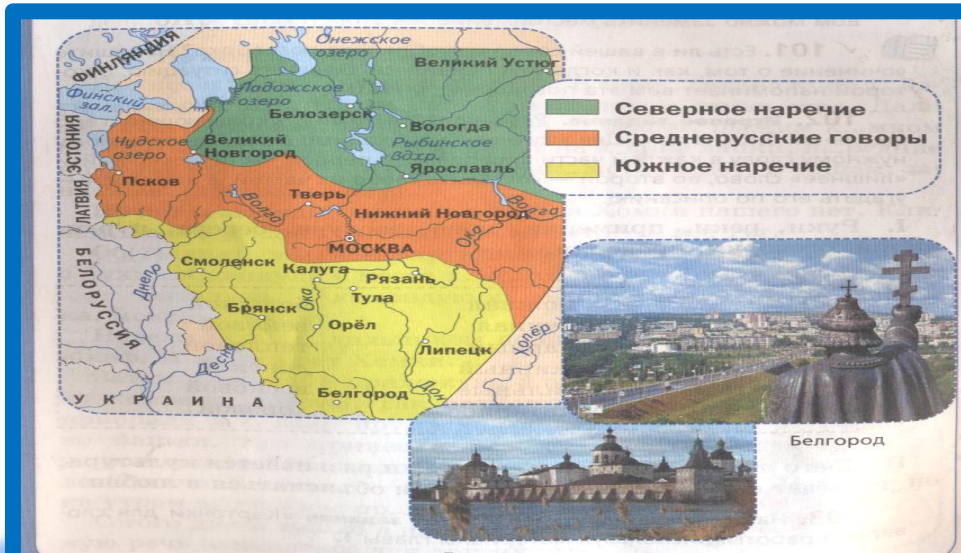 ФИНЛЯНДИЯ
Онежское
озеро
Великий Устюг
Финский
зал.
Ладожское
озеро
Белозерск
Вологда
Рыбинское
вдхр.
Ярославль
Чудское
озеро
Великий
Новгород
ЭСТОНИЯ
Псков
ЛАТВИЯ
Тверь
Волга
Нижний Новгород
Волга
Ока
МОСКВА
Смоленск
Калуга
Рязань
Тула
БЕЛОРУССИЯ
Днепр
Брянск
Ока
Орёл
Липецк
Хопёр
Десна
Дон
Белгород
УКРАИНА
Северное наречие
Среднерусские говоры
Южное наречие
Белгород